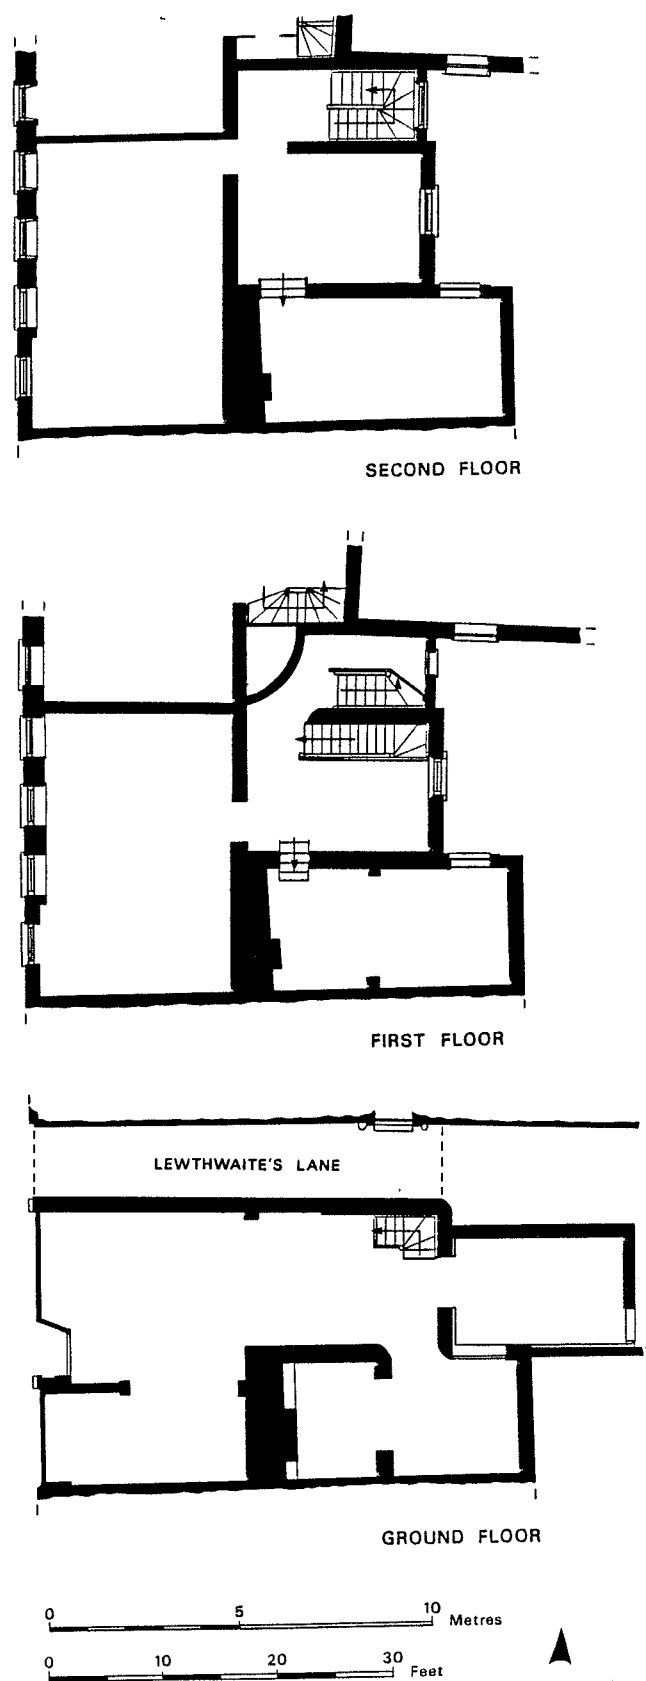 SECOND FLOOR
FIRST FLOOR
LEWTHWAITE'S LANE
GROUND FLOOR
0 5 10 Metres
0 10 20 30 Feet